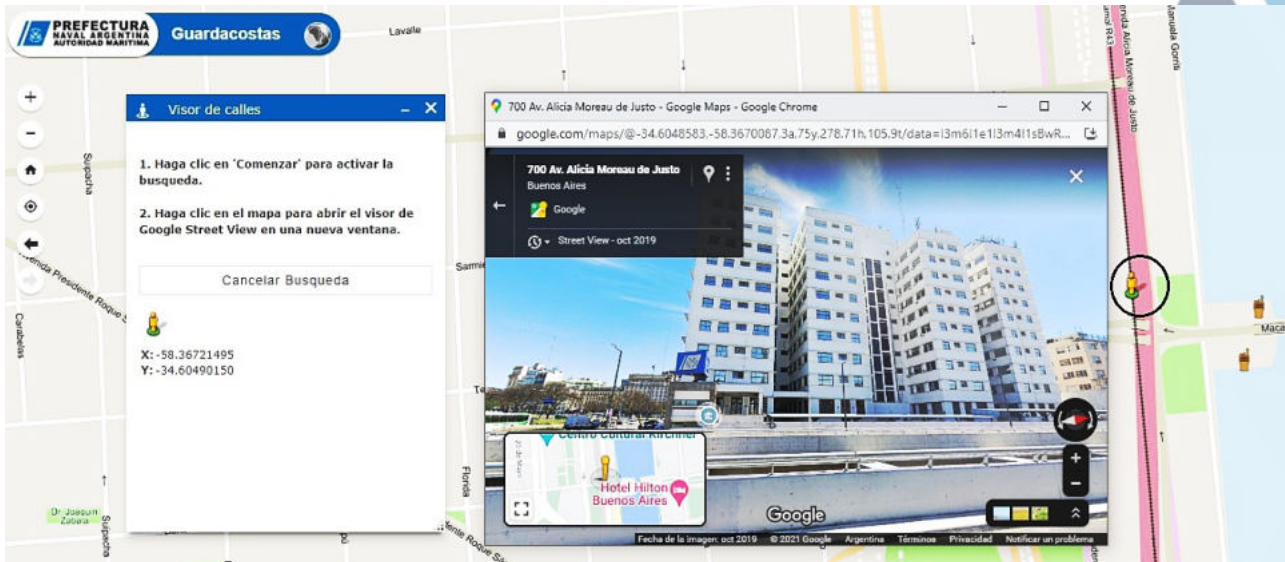 PREFECTURA
NAVAL ARGENTINA
AUTORIDAD MARITIMA
Guardacostas
Lavalle
Visor de calles
1. Haga clic en 'Comenzar' para activar la
busqueda.
2. Haga clic en el mapa para abrir el visor de
Google Street View en una nueva ventana.
Cancelar Busqueda
X: -58.36721495
Y: -34.60490150
Suipacha
Carabelas
Dr. Joaquin
Zabala
Suipacha
Florida
700 Av. Alicia Moreau de Justo - Google Maps - Google Chrome
google.com/maps/@-34.6048583,-58.3670087,3a,75y,278.71h,105.9t/data=!3m6!1e1!3m4!1sBwR...
700 Av. Alicia Moreau de Justo
Buenos Aires
Google
Street View - oct 2019
Centro Cultural Kirchner
25 de Mayo
Hotel Hilton
Buenos Aires
Google
Fecha de la imagen: oct 2019 © 2021 Google Argentina Términos Privacidad Notificar un problema
Avenida Alicia Moreau de Justo
Manuela Gorriti
Maca